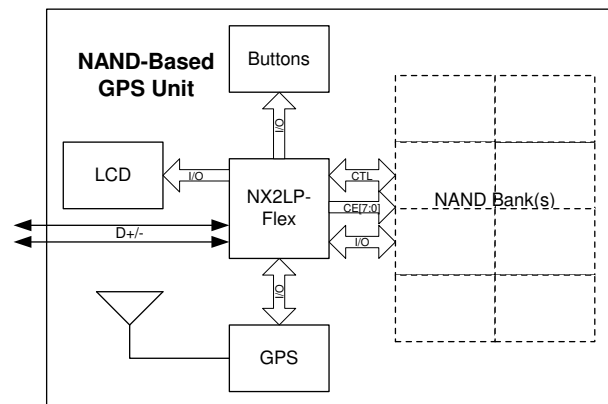 NAND-Based
GPS Unit
Buttons
I/O
LCD
I/O
NX2LP-
Flex
CTL
CE[7:0]
I/O
NAND Bank(s)
D+/-
I/O
GPS